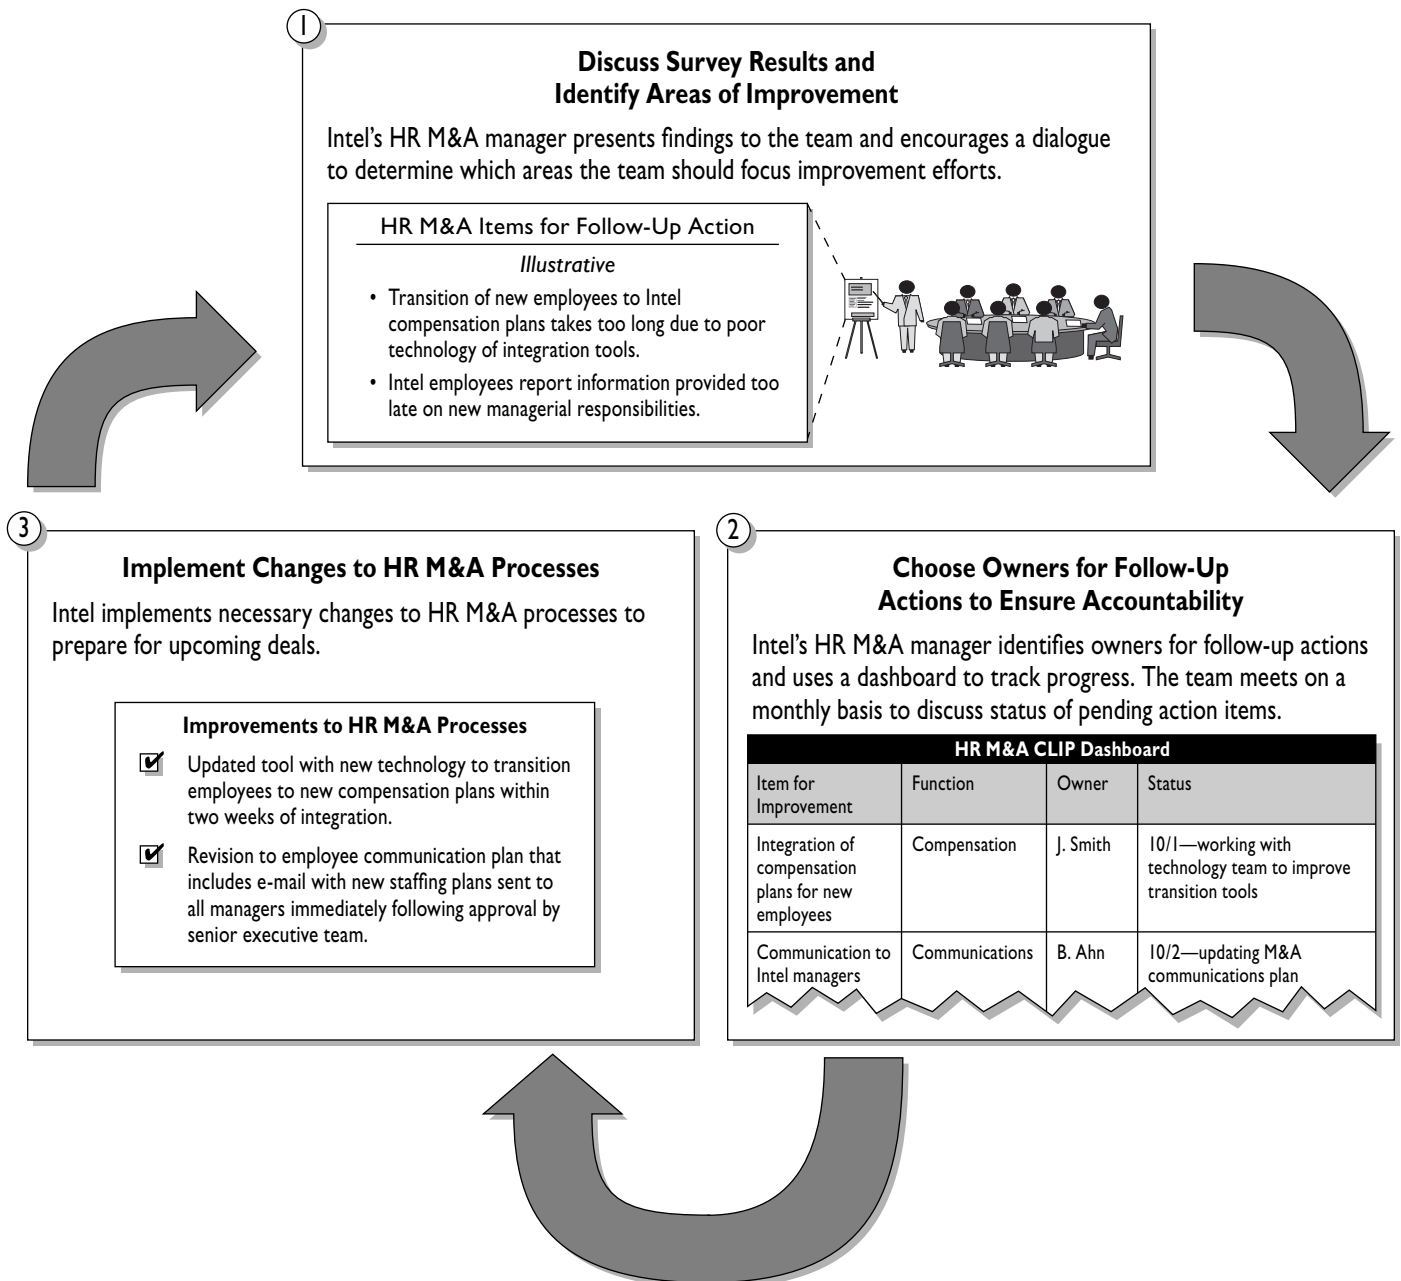 1
Discuss Survey Results and
Identify Areas of Improvement
Intel’s HR M&A manager presents findings to the team and encourages a dialogue
to determine which areas the team should focus improvement efforts.
HR M&A Items for Follow-Up Action
Illustrative
• Transition of new employees to Intel
compensation plans takes too long due to poor
technology of integration tools.
• Intel employees report information provided too
late on new managerial responsibilities.
2
Choose Owners for Follow-Up
Actions to Ensure Accountability
Intel’s HR M&A manager identifies owners for follow-up actions
and uses a dashboard to track progress. The team meets on a
monthly basis to discuss status of pending action items.
HR M&A CLIP Dashboard
Item for
Improvement
Function
Owner
Status
Integration of
compensation
plans for new
employees
Compensation
J. Smith
10/1—working with
technology team to improve
transition tools
Communication to
Intel managers
Communications
B. Ahn
10/2—updating M&A
communications plan
3
Implement Changes to HR M&A Processes
Intel implements necessary changes to HR M&A processes to
prepare for upcoming deals.
Improvements to HR M&A Processes
Updated tool with new technology to transition
employees to new compensation plans within
two weeks of integration.
Revision to employee communication plan that
includes e-mail with new staffing plans sent to
all managers immediately following approval by
senior executive team.